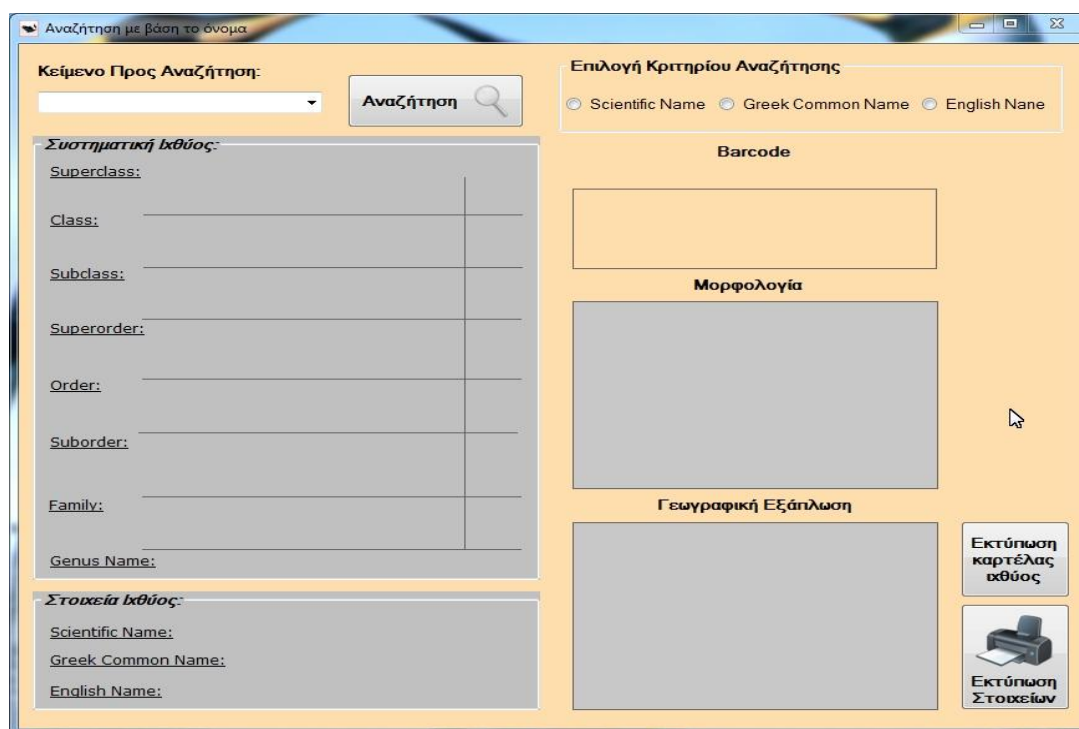 Αναζήτηση με βάση το όνομα
Κείμενο Προς Αναζήτηση:
Αναζήτηση
Επιλογή Κριτηρίου Αναζήτησης
Scientific Name Greek Common Name English Nane
Συστηματική Ιχθύος:
Superclass:
Class:
Subclass:
Superorder:
Order:
Suborder:
Family:
Genus Name:
Στοιχεία Ιχθύος:
Scientific Name:
Greek Common Name:
English Name:
Barcode
Μορφολογία
Γεωγραφική Εξάπλωση
Εκτύπωση
καρτέλας
ιχθύος
Εκτύπωση
Στοιχείων